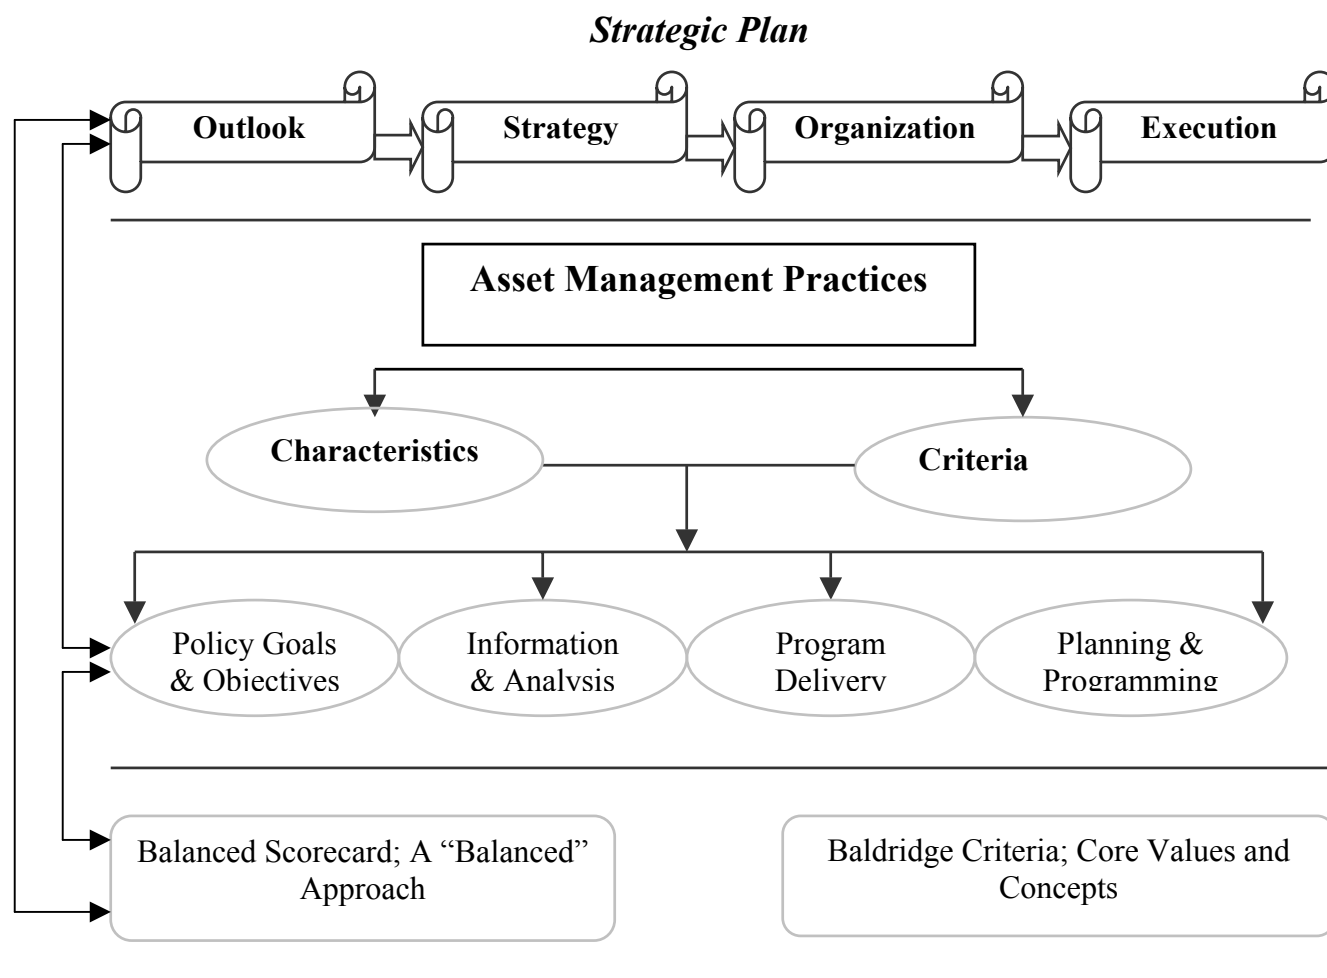 Strategic Plan
Outlook
Strategy
Organization
Execution
Asset Management Practices
Characteristics
Criteria
Policy Goals
& Objectives
Information
& Analysis
Program
Delivery
Planning &
Programming
Balanced Scorecard; A “Balanced”
Approach
Baldridge Criteria; Core Values and
Concepts